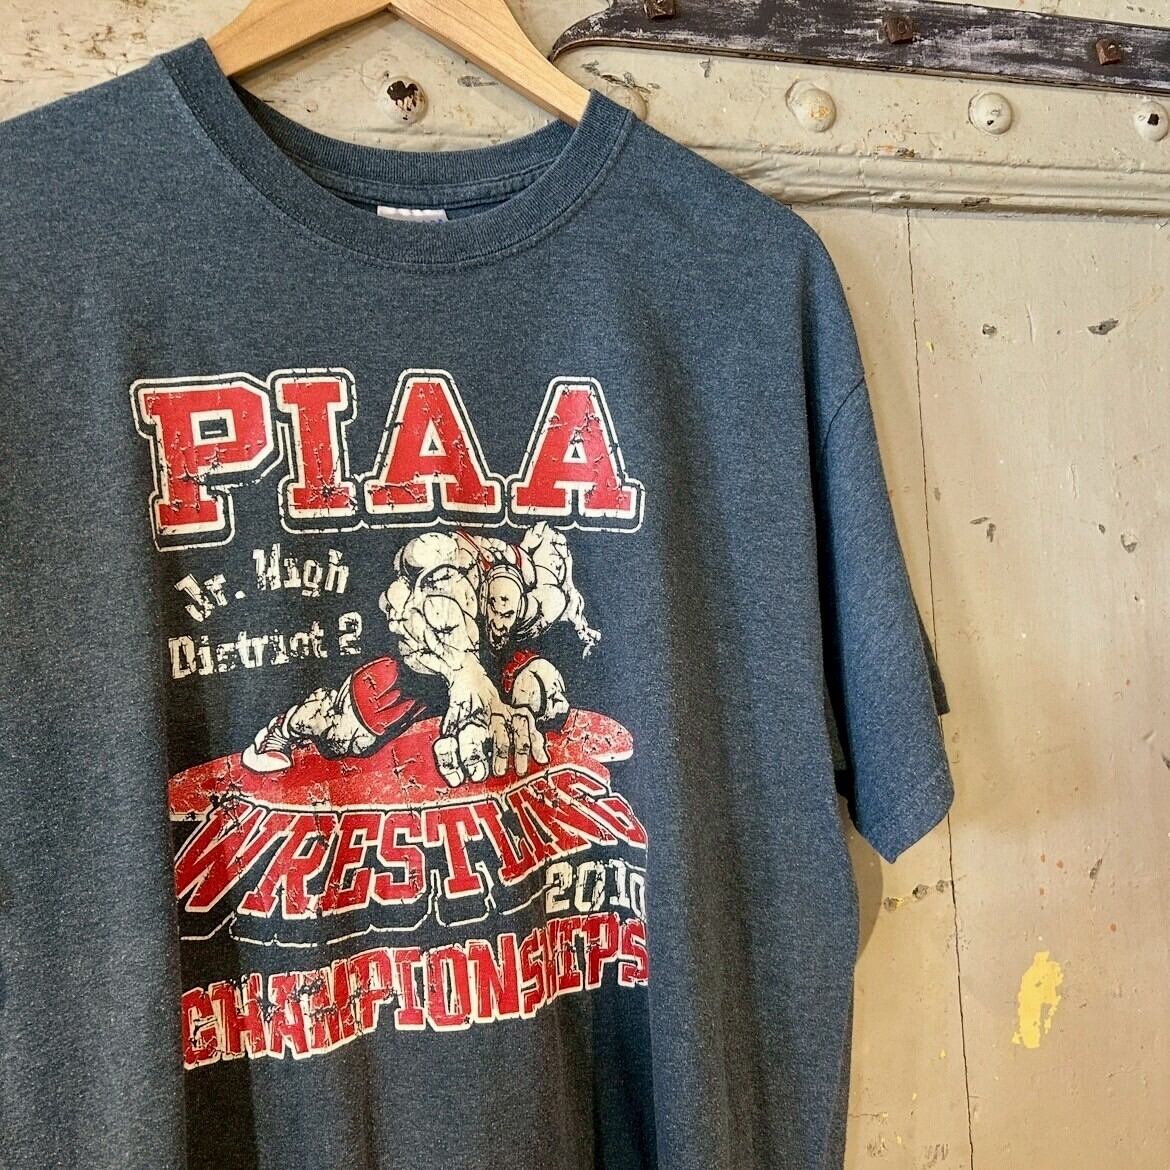 PIAA
Jr. High
District 2
WRESTLING
2010
CHAMPIONSHIPS